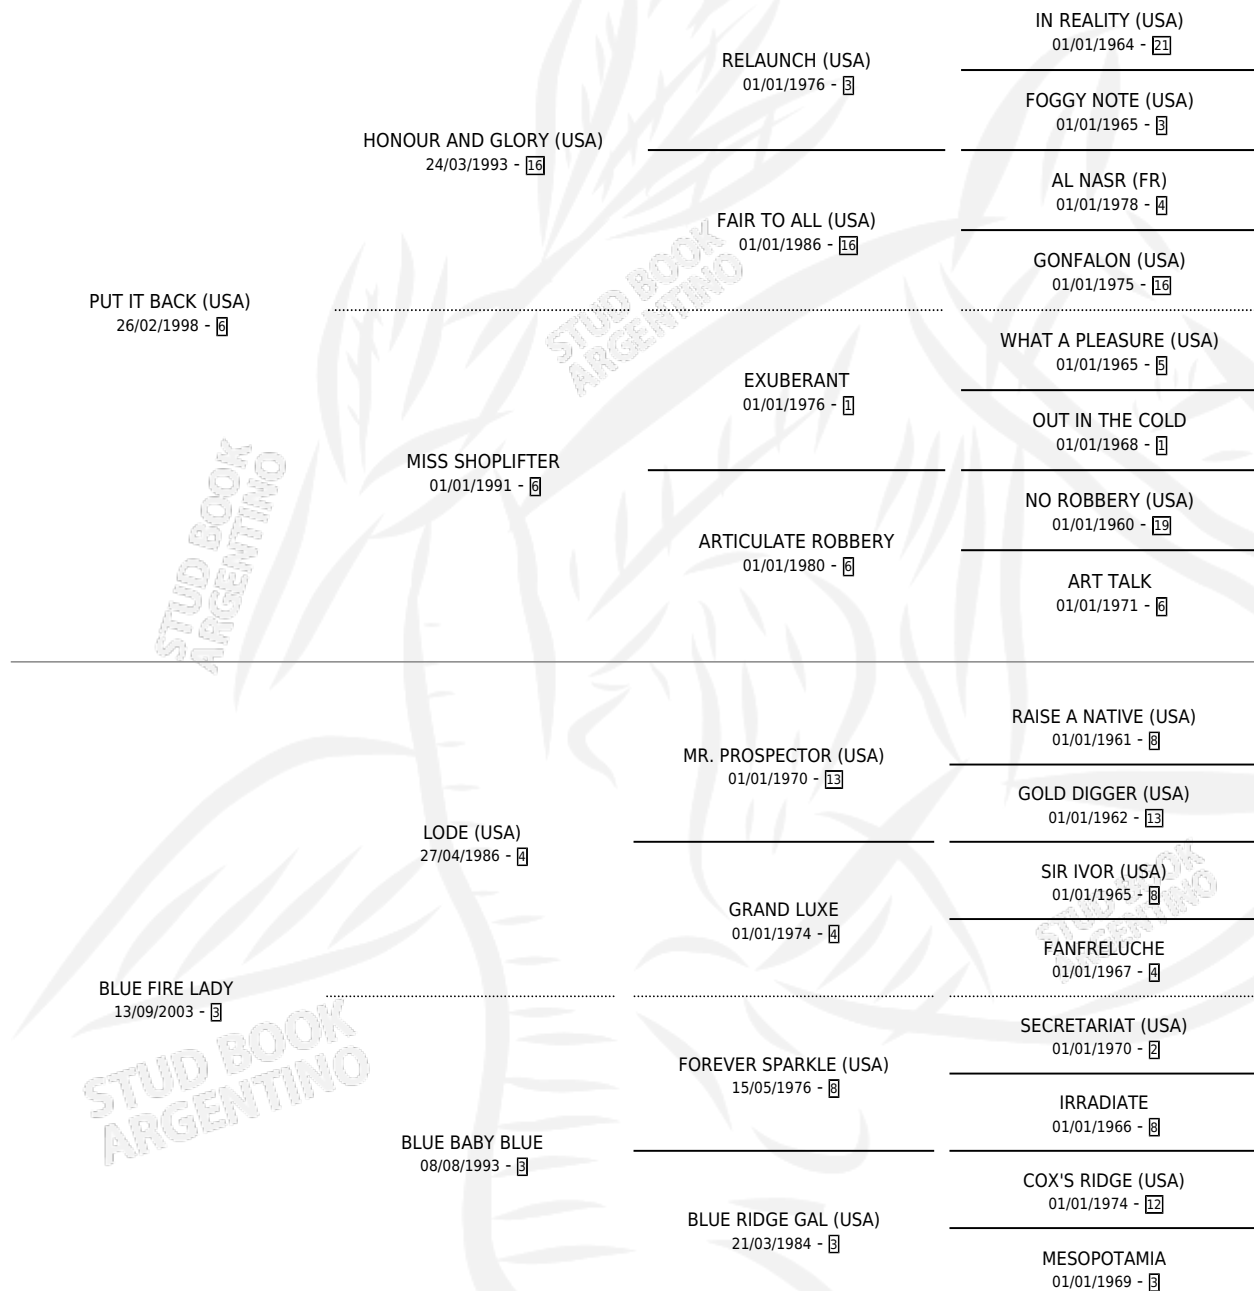 PUT IT BACK (USA)
26/02/1998 - 6
HONOUR AND GLORY (USA)
24/03/1993 - 16
RELAUNCH (USA)
01/01/1976 - 3
IN REALITY (USA)
01/01/1964 - 21
FOGGY NOTE (USA)
01/01/1965 - 3
FAIR TO ALL (USA)
01/01/1986 - 16
AL NASR (FR)
01/01/1978 - 4
GONFALON (USA)
01/01/1975 - 16
MISS SHOPLIFTER
01/01/1991 - 6
EXUBERANT
01/01/1976 - 1
WHAT A PLEASURE (USA)
01/01/1965 - 5
OUT IN THE COLD
01/01/1968 - 1
ARTICULATE ROBBERY
01/01/1980 - 6
NO ROBBERY (USA)
01/01/1960 - 19
ART TALK
01/01/1971 - 6
BLUE FIRE LADY
13/09/2003 - 3
LODE (USA)
27/04/1986 - 4
MR. PROSPECTOR (USA)
01/01/1970 - 13
RAISE A NATIVE (USA)
01/01/1961 - 8
GOLD DIGGER (USA)
01/01/1962 - 13
GRAND LUXE
01/01/1974 - 4
SIR IVOR (USA)
01/01/1965 - 8
FANFRELUCHE
01/01/1967 - 4
BLUE BABY BLUE
08/08/1993 - 3
FOREVER SPARKLE (USA)
15/05/1976 - 8
SECRETARIAT (USA)
01/01/1970 - 2
IRRADIATE
01/01/1966 - 8
BLUE RIDGE GAL (USA)
21/03/1984 - 3
COX'S RIDGE (USA)
01/01/1974 - 12
MESOPOTAMIA
01/01/1969 - 3
STUD BOOK
ARGENTINO
STUD BOOK
ARGENTINO
STUD BOOK
ARGENTINO
STUD BOOK
ARGENTINO